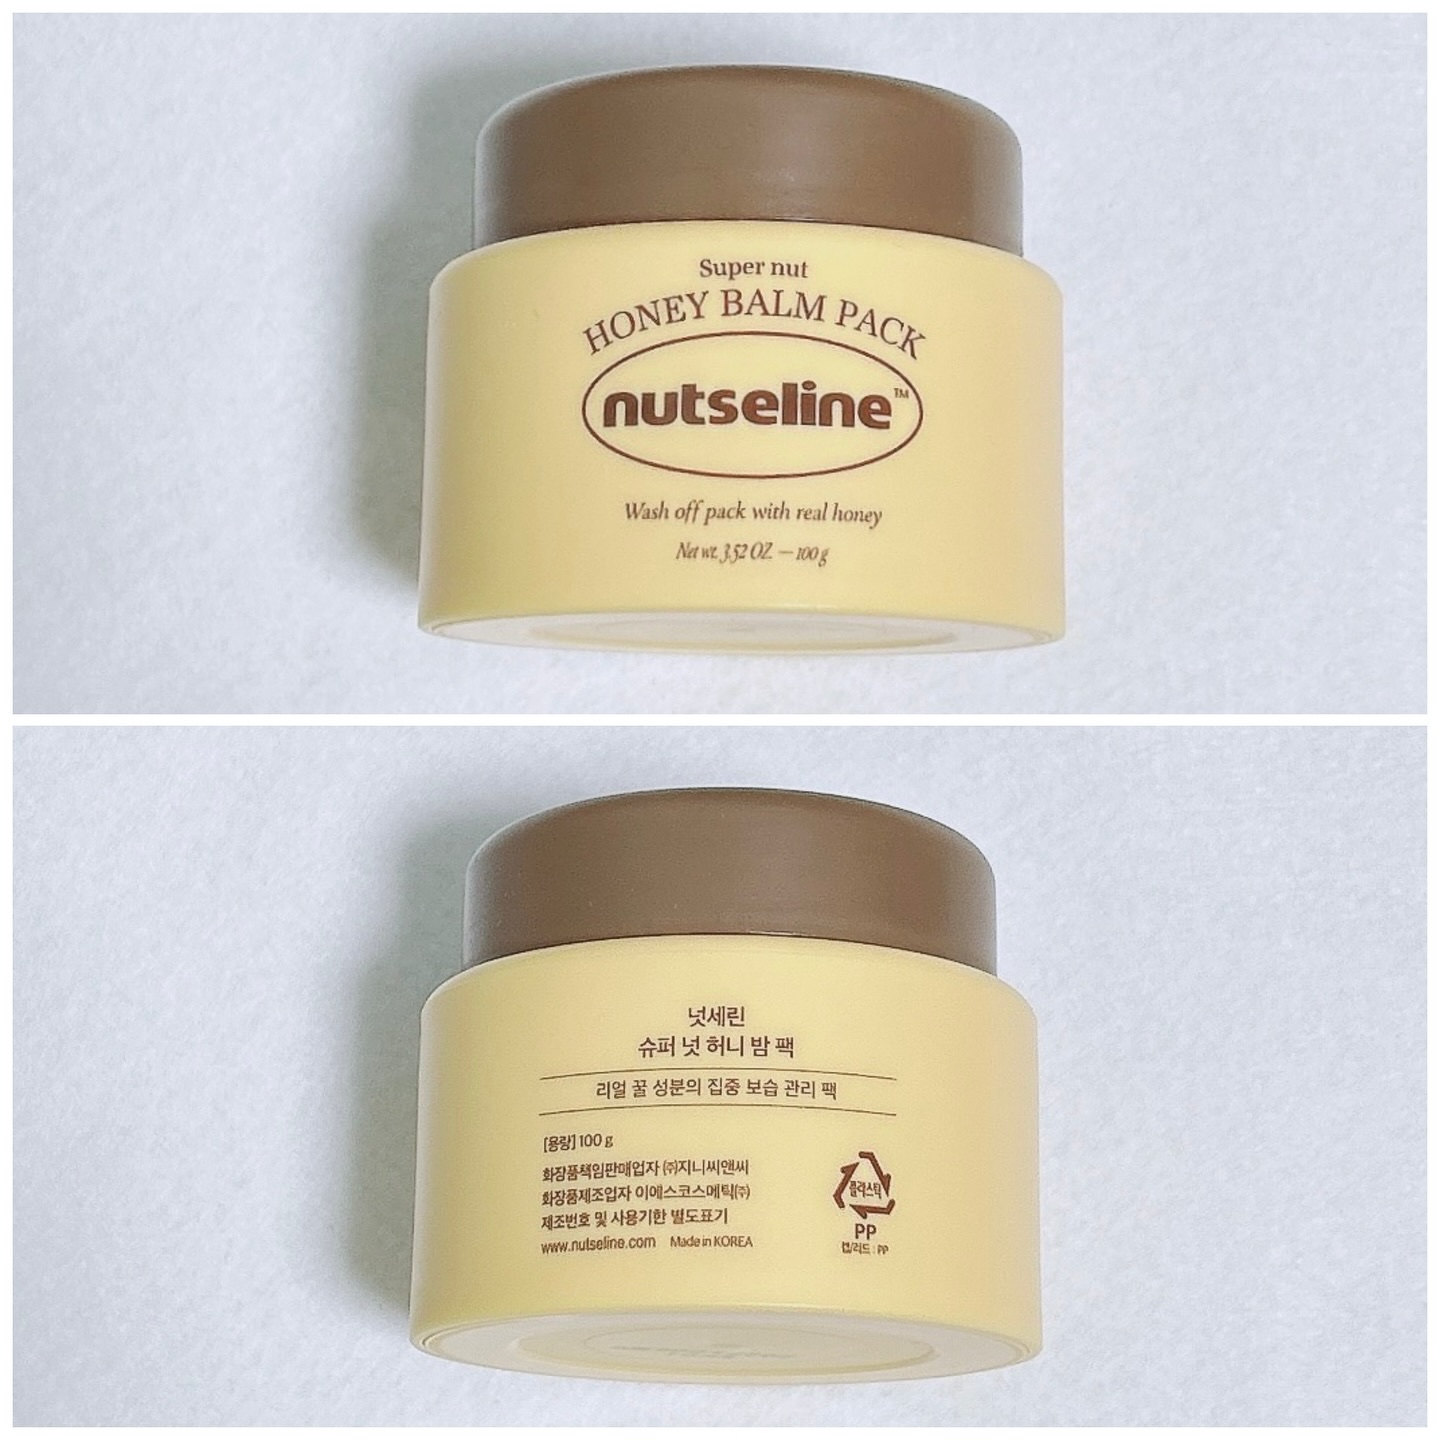 Super nut
HONEY BALM PACK
nutseline™
Wash off pack with real honey
Net wt. 3.52 OZ. — 100 g
넛세린
슈퍼 넛 허니 밤 팩
리얼 꿀 성분의 집중 보습 관리 팩
[용량] 100 g
화장품책임판매업자 ㈜지니씨앤씨
화장품제조업자 이에스코스메틱㈜
제조번호 및 사용기한 별도표기
www.nutseline.com Made in KOREA
플라스틱
PP
캡/리드 : PP